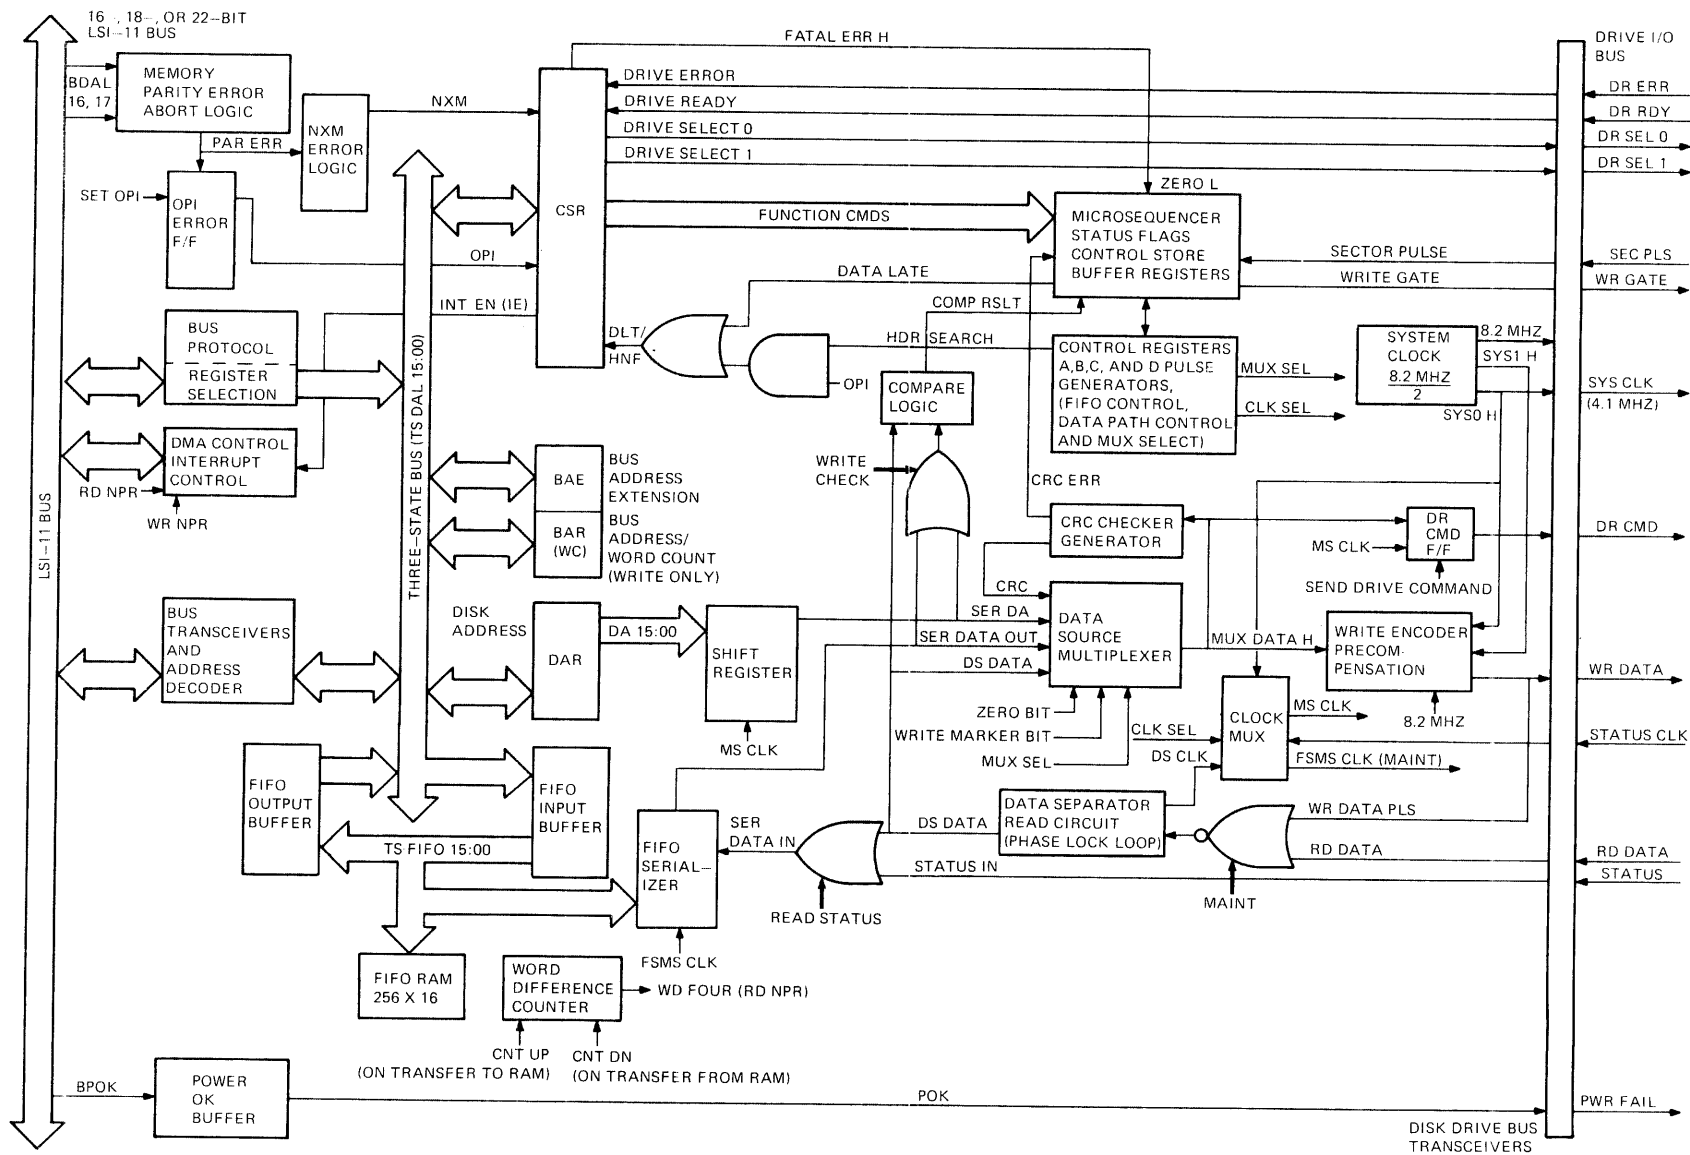 16-, 18-, OR 22-BIT
LSI-11 BUS
BDAL
16, 17
MEMORY
PARITY ERROR
ABORT LOGIC
PAR ERR
NXM
ERROR
LOGIC
NXM
SET OPI
OPI
ERROR
F/F
OPI
INT EN (IE)
BUS
PROTOCOL
REGISTER
SELECTION
DMA CONTROL
INTERRUPT
CONTROL
RD NPR
WR NPR
LSI-11 BUS
THREE-STATE BUS (TS DAL 15:00)
FATAL ERR H
CSR
DRIVE ERROR
DRIVE READY
DRIVE SELECT 0
DRIVE SELECT 1
FUNCTION CMDS
ZERO L
MICROSEQUENCER
STATUS FLAGS
CONTROL STORE
BUFFER REGISTERS
SECTOR PULSE
WRITE GATE
DRIVE I/O
BUS
DR ERR
DR RDY
DR SEL 0
DR SEL 1
SEC PLS
WR GATE
DATA LATE
COMP RSLT
HDR SEARCH
DLT/
HNF
OPI
COMPARE
LOGIC
CONTROL REGISTERS
A,B,C, AND D PULSE
GENERATORS,
(FIFO CONTROL,
DATA PATH CONTROL
AND MUX SELECT)
MUX SEL
CLK SEL
SYSTEM
CLOCK
8.2 MHZ
2
8.2 MHZ
SYS1 H
SYS0 H
SYS CLK
(4.1 MHZ)
WRITE
CHECK
CRC ERR
BAE
BUS
ADDRESS
EXTENSION
BAR
(WC)
BUS
ADDRESS/
WORD COUNT
(WRITE ONLY)
CRC CHECKER
GENERATOR
CRC
DR
CMD
F/F
MS CLK
SEND DRIVE COMMAND
DR CMD
BUS
TRANSCEIVERS
AND
ADDRESS
DECODER
DISK
ADDRESS
DAR
DA 15:00
SHIFT
REGISTER
MS CLK
SER DA
SER DATA OUT
DS DATA
DATA
SOURCE
MULTIPLEXER
MUX DATA H
WRITE ENCODER
PRECOM-
PENSATION
8.2 MHZ
WR DATA
ZERO BIT
WRITE MARKER BIT
MUX SEL
CLK SEL
DS CLK
CLOCK
MUX
MS CLK
FSMS CLK (MAINT)
STATUS CLK
FIFO
OUTPUT
BUFFER
FIFO
INPUT
BUFFER
TS FIFO 15:00
FIFO
SERIAL-
IZER
FSMS CLK
SER
DATA IN
READ STATUS
DS DATA
STATUS IN
DATA SEPARATOR
READ CIRCUIT
(PHASE LOCK LOOP)
WR DATA PLS
RD DATA
MAINT
RD DATA
STATUS
FIFO RAM
256 X 16
WORD
DIFFERENCE
COUNTER
WD FOUR (RD NPR)
CNT UP
(ON TRANSFER TO RAM)
CNT DN
(ON TRANSFER FROM RAM)
BPOK
POWER
OK
BUFFER
POK
PWR FAIL
DISK DRIVE BUS
TRANSCEIVERS